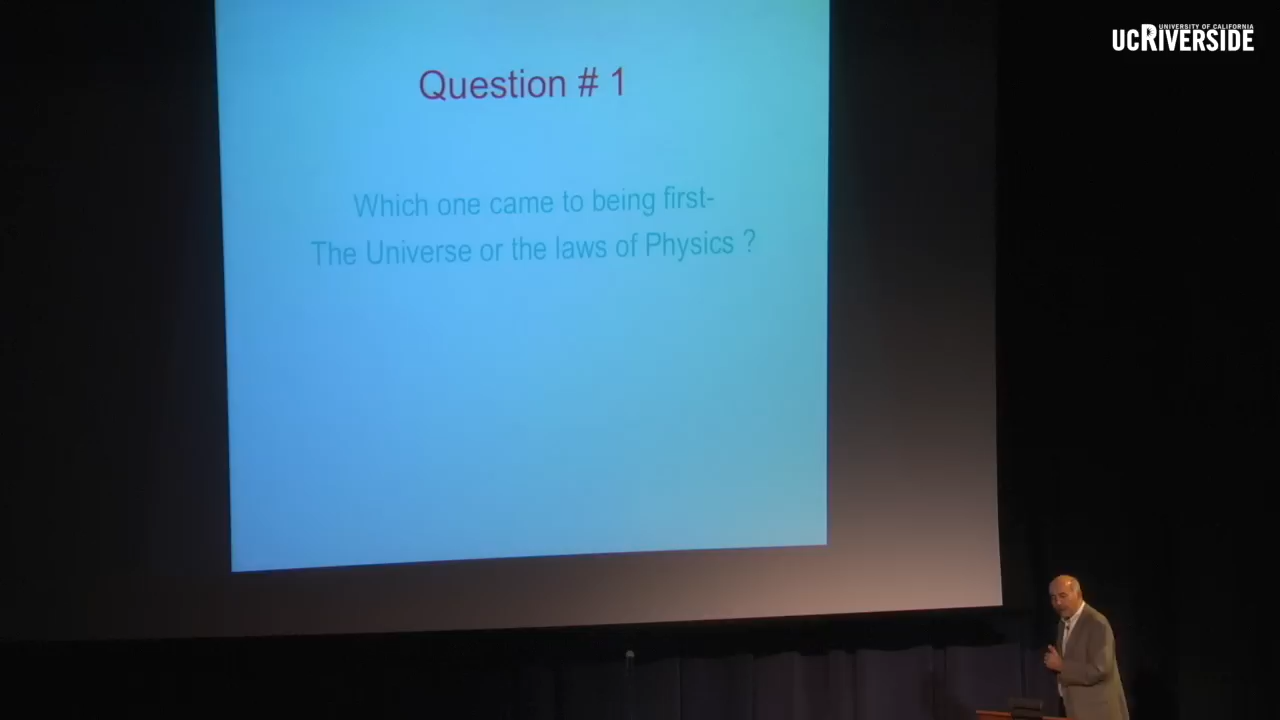 UNIVERSITY OF CALIFORNIA
UCRIVERSIDE
Question # 1
Which one came to being first-
The Universe or the laws of Physics ?